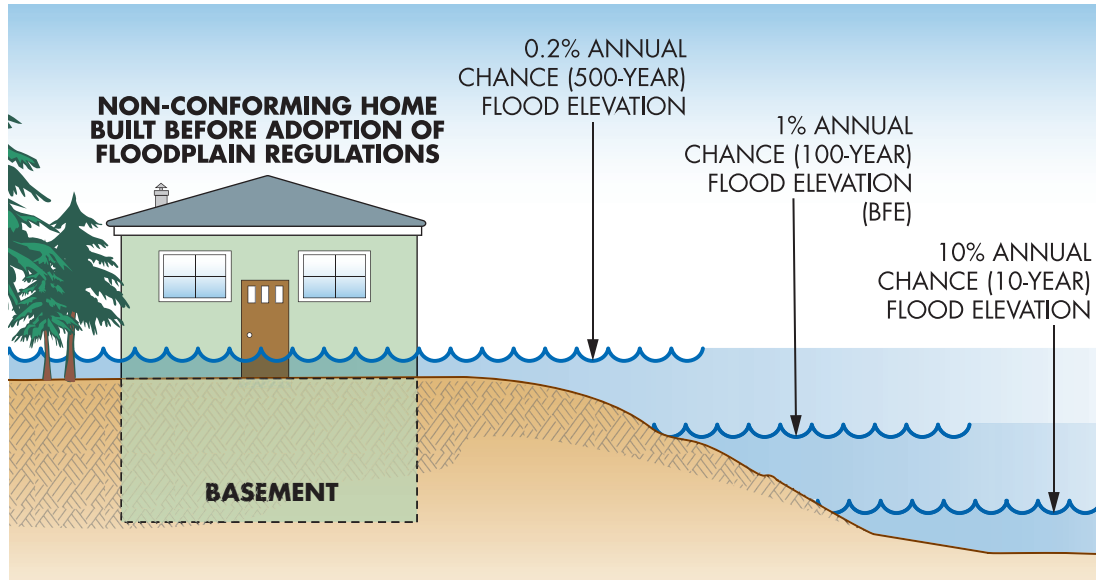 NON-CONFORMING HOME
BUILT BEFORE ADOPTION OF
FLOODPLAIN REGULATIONS
0.2% ANNUAL
CHANCE (500-YEAR)
FLOOD ELEVATION
1% ANNUAL
CHANCE (100-YEAR)
FLOOD ELEVATION
(BFE)
10% ANNUAL
CHANCE (10-YEAR)
FLOOD ELEVATION
BASEMENT